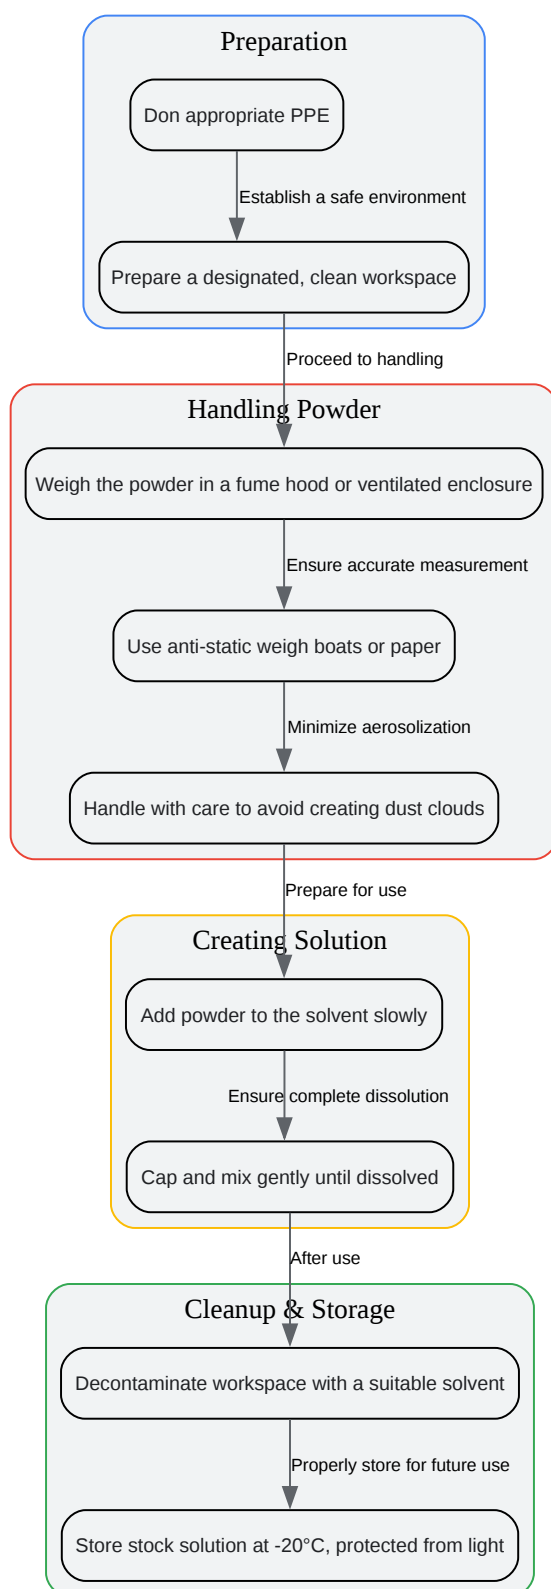 Preparation
Don appropriate PPE
Establish a safe environment
Prepare a designated, clean workspace
Proceed to handling
Handling Powder
Weigh the powder in a fume hood or ventilated enclosure
Ensure accurate measurement
Use anti-static weigh boats or paper
Minimize aerosolization
Handle with care to avoid creating dust clouds
Prepare for use
Creating Solution
Add powder to the solvent slowly
Ensure complete dissolution
Cap and mix gently until dissolved
After use
Cleanup & Storage
Decontaminate workspace with a suitable solvent
Properly store for future use
Store stock solution at -20°C, protected from light